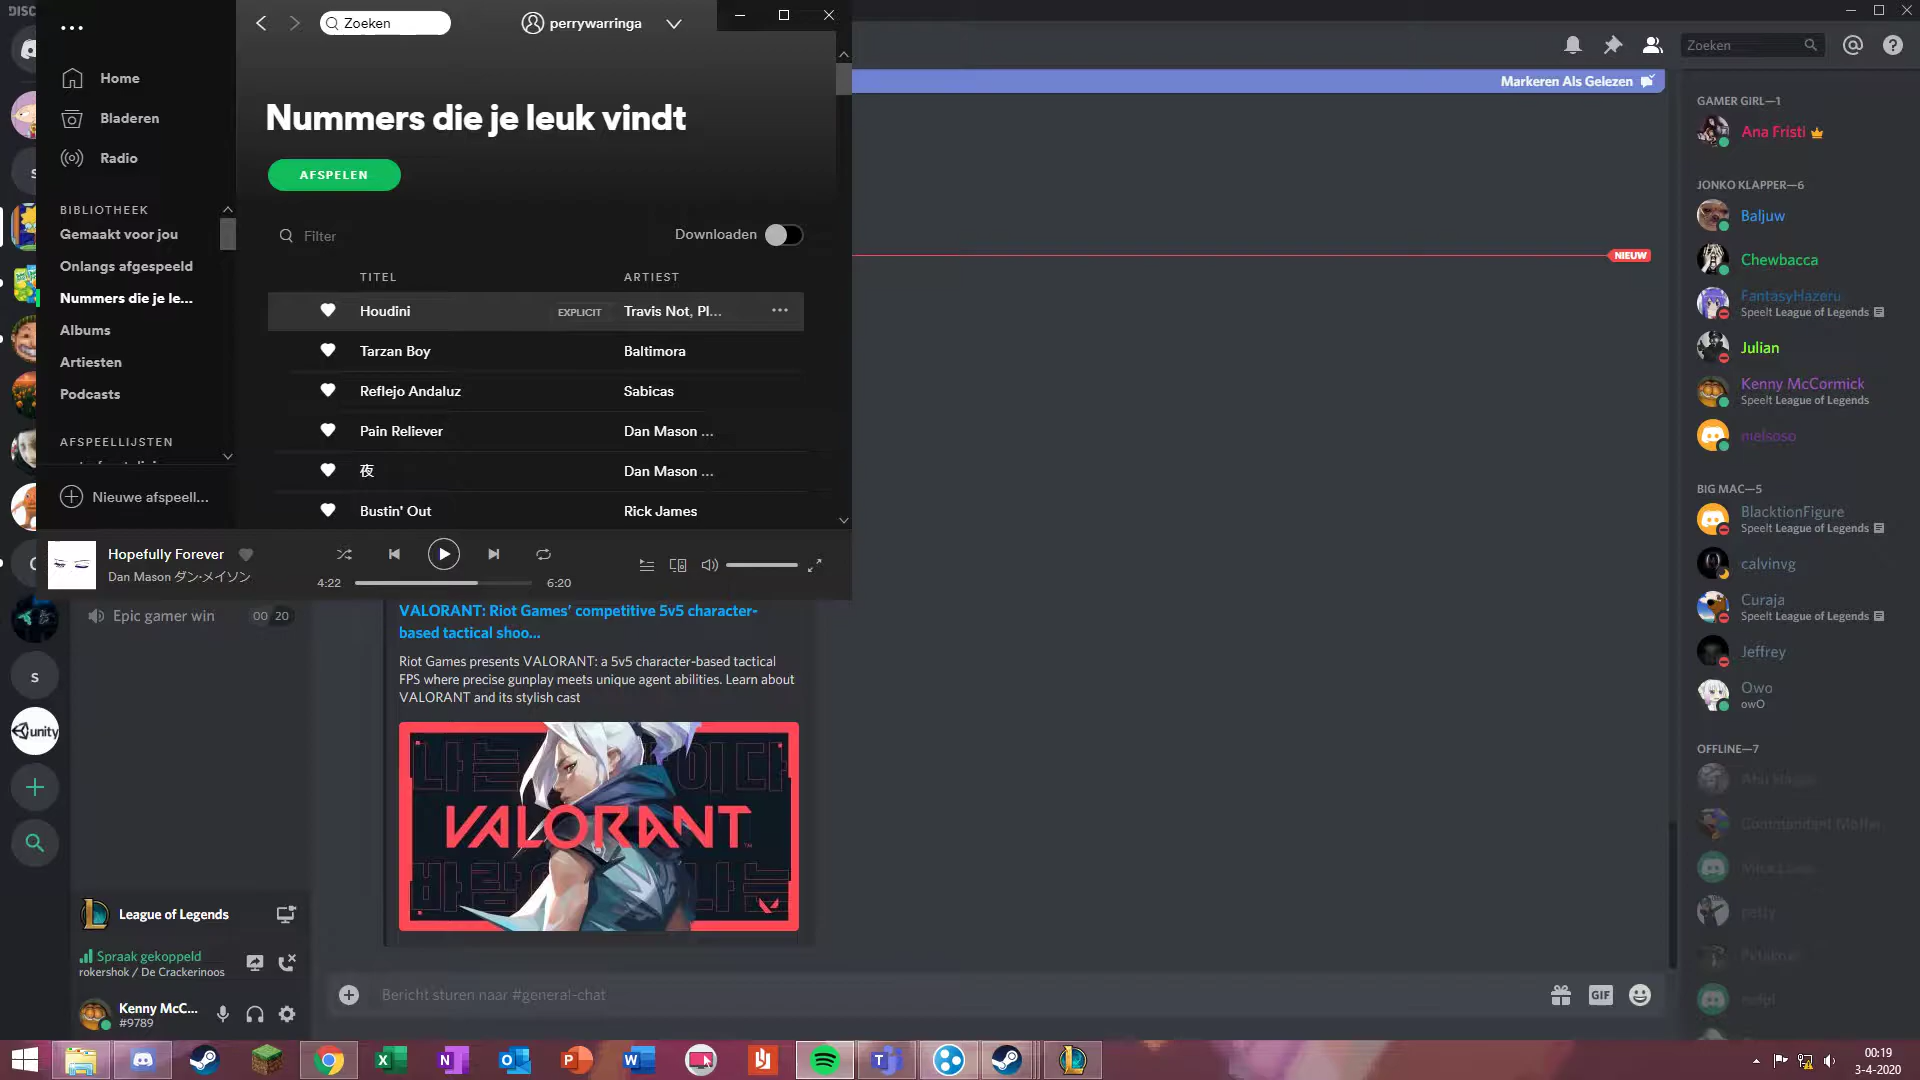 Zoeken
perrywarringa
Home
Bladeren
Radio
BIBLIOTHEEK
Gemaakt voor jou
Onlangs afgespeeld
Nummers die je le...
Albums
Artiesten
Podcasts
AFSPEELLIJSTEN
Nieuwe afspeell...
Nummers die je leuk vindt
AFSPELEN
Filter
Downloaden
TITEL ARTIEST
Houdini EXPLICIT Travis Not, Pl...
Tarzan Boy Baltimora
Reflejo Andaluz Sabicas
Pain Reliever Dan Mason ...
夜 Dan Mason ...
Bustin' Out Rick James
Hopefully Forever
Dan Mason ダン·メイソン
4:22 6:20
Zoeken
Markeren Als Gelezen
NIEUW
Epic gamer win 00 20
VALORANT: Riot Games' competitive 5v5 character-
based tactical shoo...
Riot Games presents VALORANT: a 5v5 character-based tactical
FPS where precise gunplay meets unique agent abilities. Learn about
VALORANT and its stylish cast
VALORANT
S
unity
League of Legends
Spraak gekoppeld
rokershok / De Crackerinoos
Kenny McC...
#9789
Bericht sturen naar #general-chat
GIF
GAMER GIRL—1
Ana Fristi
JONKO KLAPPER—6
Baljuw
Chewbacca
FantasyHazeru
Speelt League of Legends
Julian
Kenny McCormick
Speelt League of Legends
nielsoso
BIG MAC—5
BlacktionFigure
Speelt League of Legends
calvinvg
Curaja
Speelt League of Legends
Jeffrey
Owo
owO
OFFLINE—7
00:19
3-4-2020